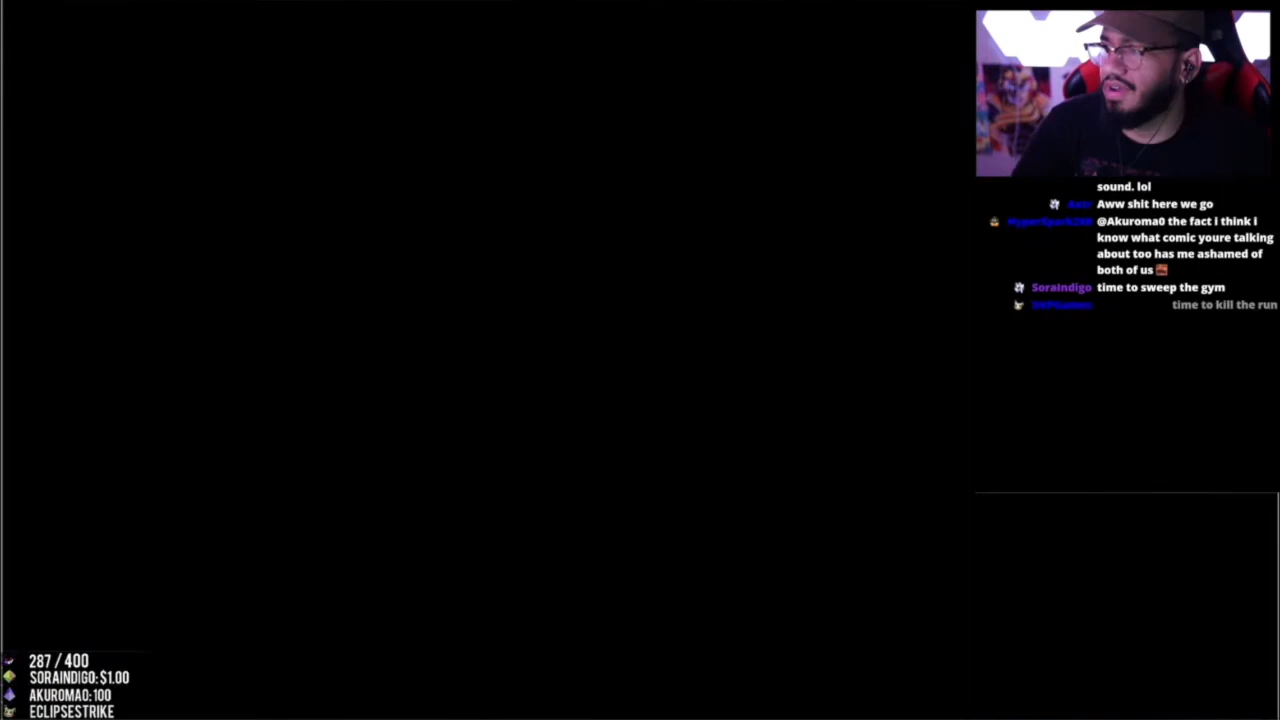 sound. lol
Aww shit here we go
@Akuroma0 the fact i think i
know what comic youre talking
about too has me ashamed of
both of us
SoraIndigo time to sweep the gym
time to kill the run
287 / 400
SORAINDIGO: $1.00
AKUROMA0: 100
ECLIPSESTRIKE